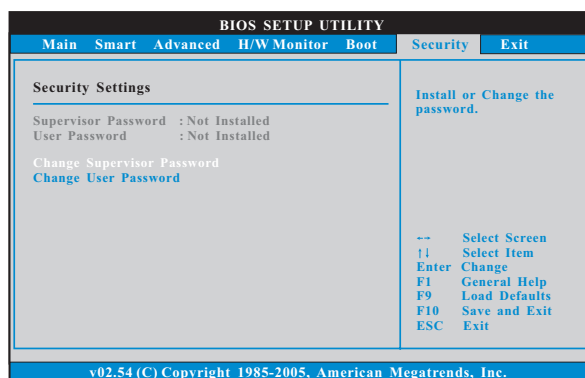 BIOS SETUP UTILITY
Main Smart Advanced H/W Monitor Boot Security Exit
Security Settings
Supervisor Password : Not Installed
User Password : Not Installed
Change Supervisor Password
Change User Password
Install or Change the
password.
←→ Select Screen
↑↓ Select Item
Enter Change
F1 General Help
F9 Load Defaults
F10 Save and Exit
ESC Exit
v02.54 (C) Copyright 1985-2005, American Megatrends, Inc.